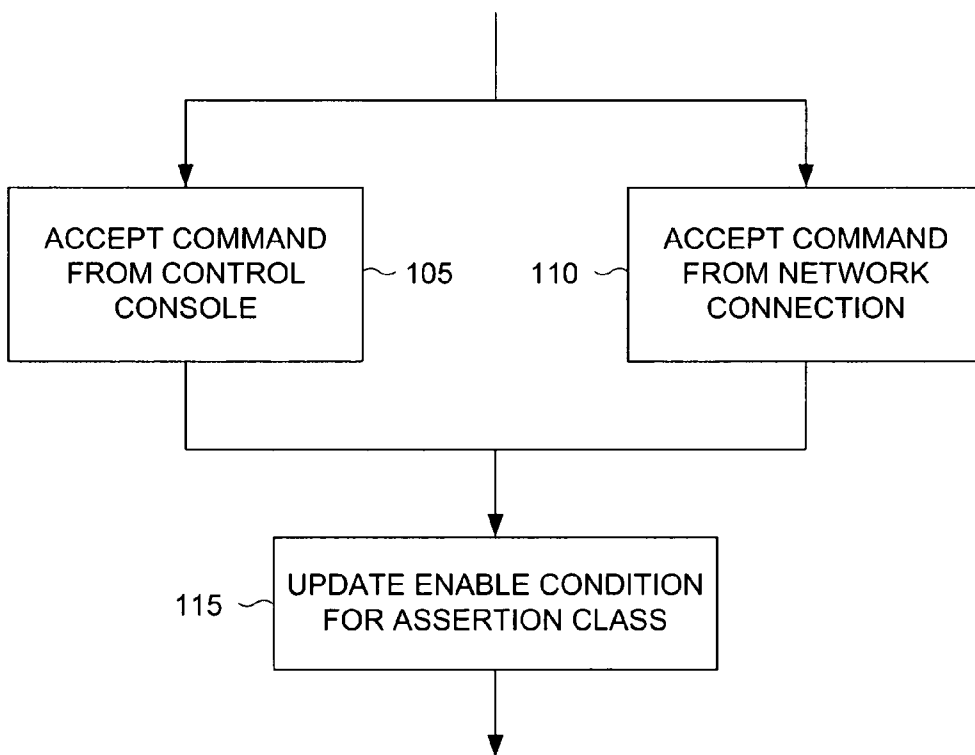 ACCEPT COMMAND
FROM CONTROL
CONSOLE
105
110
ACCEPT COMMAND
FROM NETWORK
CONNECTION
115
UPDATE ENABLE CONDITION
FOR ASSERTION CLASS